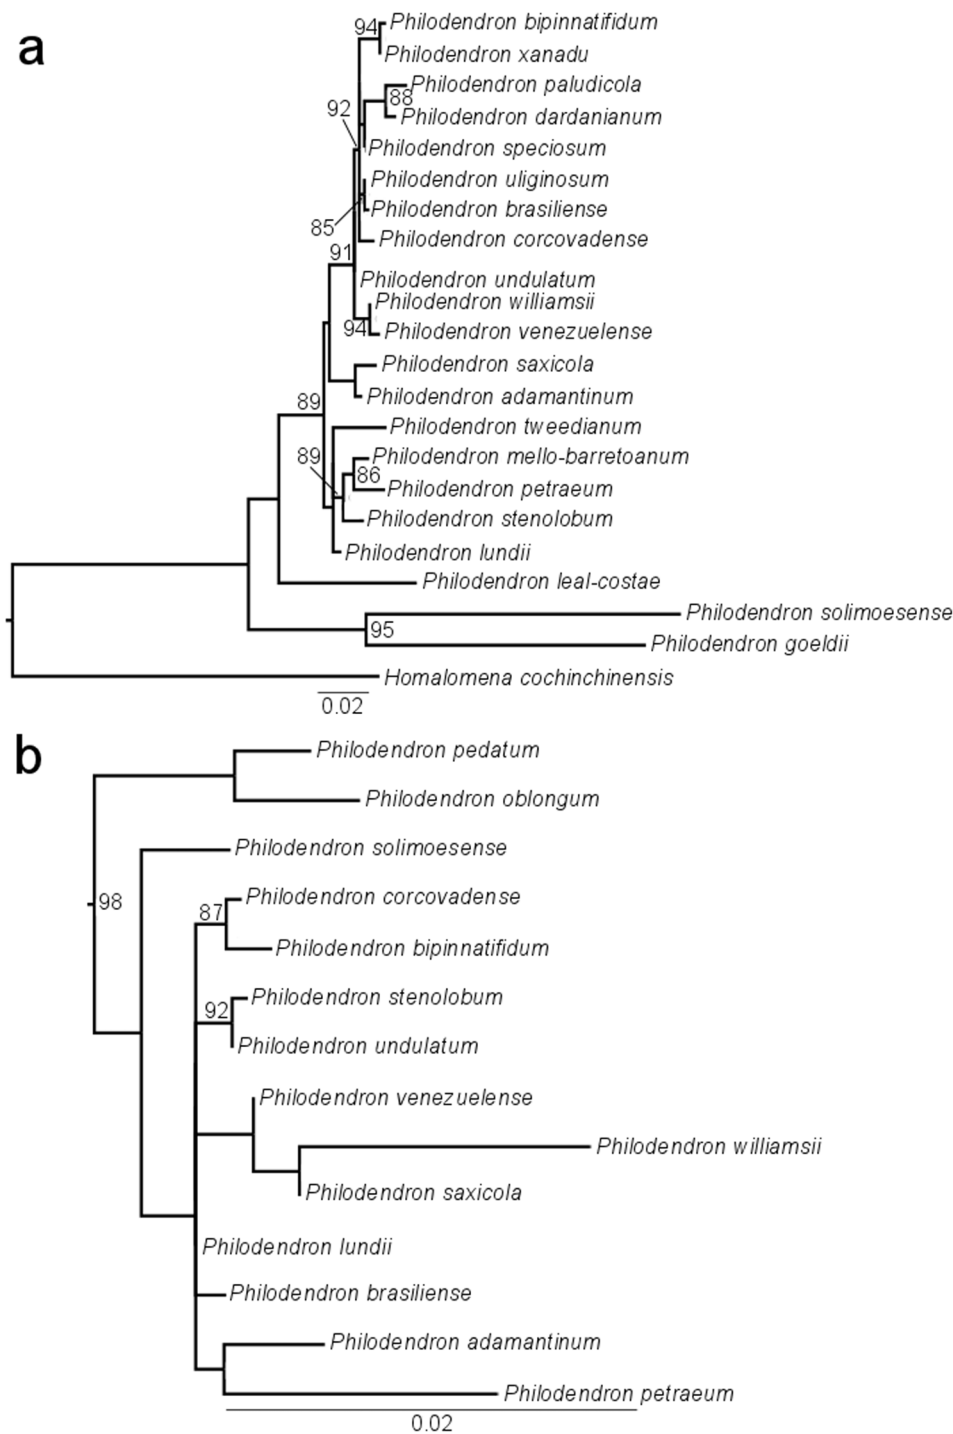 a
94
Philodendron bipinnatifidum
Philodendron xanadu
Philodendron paludicola
88
92
Philodendron dardanianum
Philodendron speciosum
Philodendron uliginosum
Philodendron brasiliense
85
Philodendron corcovadense
91
Philodendron undulatum
Philodendron williamsii
94
Philodendron venezuelense
Philodendron saxicola
Philodendron adamantinum
89
Philodendron tweedianum
89
Philodendron mello-barretoanum
86
Philodendron petraeum
Philodendron stenolobum
Philodendron lundii
Philodendron leal-costae
Philodendron solimoesense
95
Philodendron goeldii
Homalomena cochinchinensis
0.02
b
Philodendron pedatum
Philodendron oblongum
Philodendron solimoesense
98
Philodendron corcovadense
87
Philodendron bipinnatifidum
Philodendron stenolobum
92
Philodendron undulatum
Philodendron venezuelense
Philodendron williamsii
Philodendron saxicola
Philodendron lundii
Philodendron brasiliense
Philodendron adamantinum
Philodendron petraeum
0.02